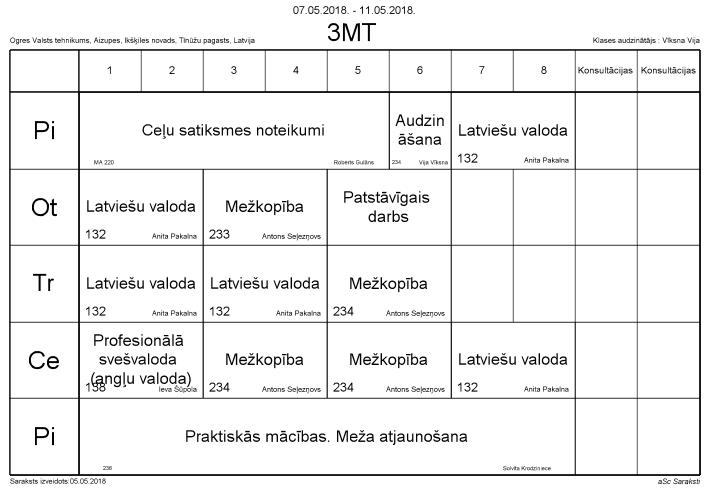 07.05.2018. - 11.05.2018.
Ogres Valsts tehnikums, Aizupes, Ikšķiles novads, Tīnūžu pagasts, Latvija
3MT
Klases audzinātājs : Vīksna Vija
1 2 3 4 5 6 7 8 Konsultācijas Konsultācijas
Pi
Ceļu satiksmes noteikumi
MA 220 Roberts Gulāns
Audzin
āšana
234 Vija Vīksna
Latviešu valoda
132 Anita Pakalna
Ot
Latviešu valoda
132 Anita Pakalna
Mežkopība
233 Antons Seļezņovs
Patstāvīgais
darbs
Tr
Latviešu valoda
132 Anita Pakalna
Latviešu valoda
132 Anita Pakalna
Mežkopība
234 Antons Seļezņovs
Ce
Profesionālā
svešvaloda
(angļu valoda)
138 Ieva Šūpola
Mežkopība
234 Antons Seļezņovs
Mežkopība
234 Antons Seļezņovs
Latviešu valoda
132 Anita Pakalna
Pi
Praktiskās mācības. Meža atjaunošana
236 Solvita Krodziniece
Saraksts izveidots:05.05.2018
aSc Saraksti